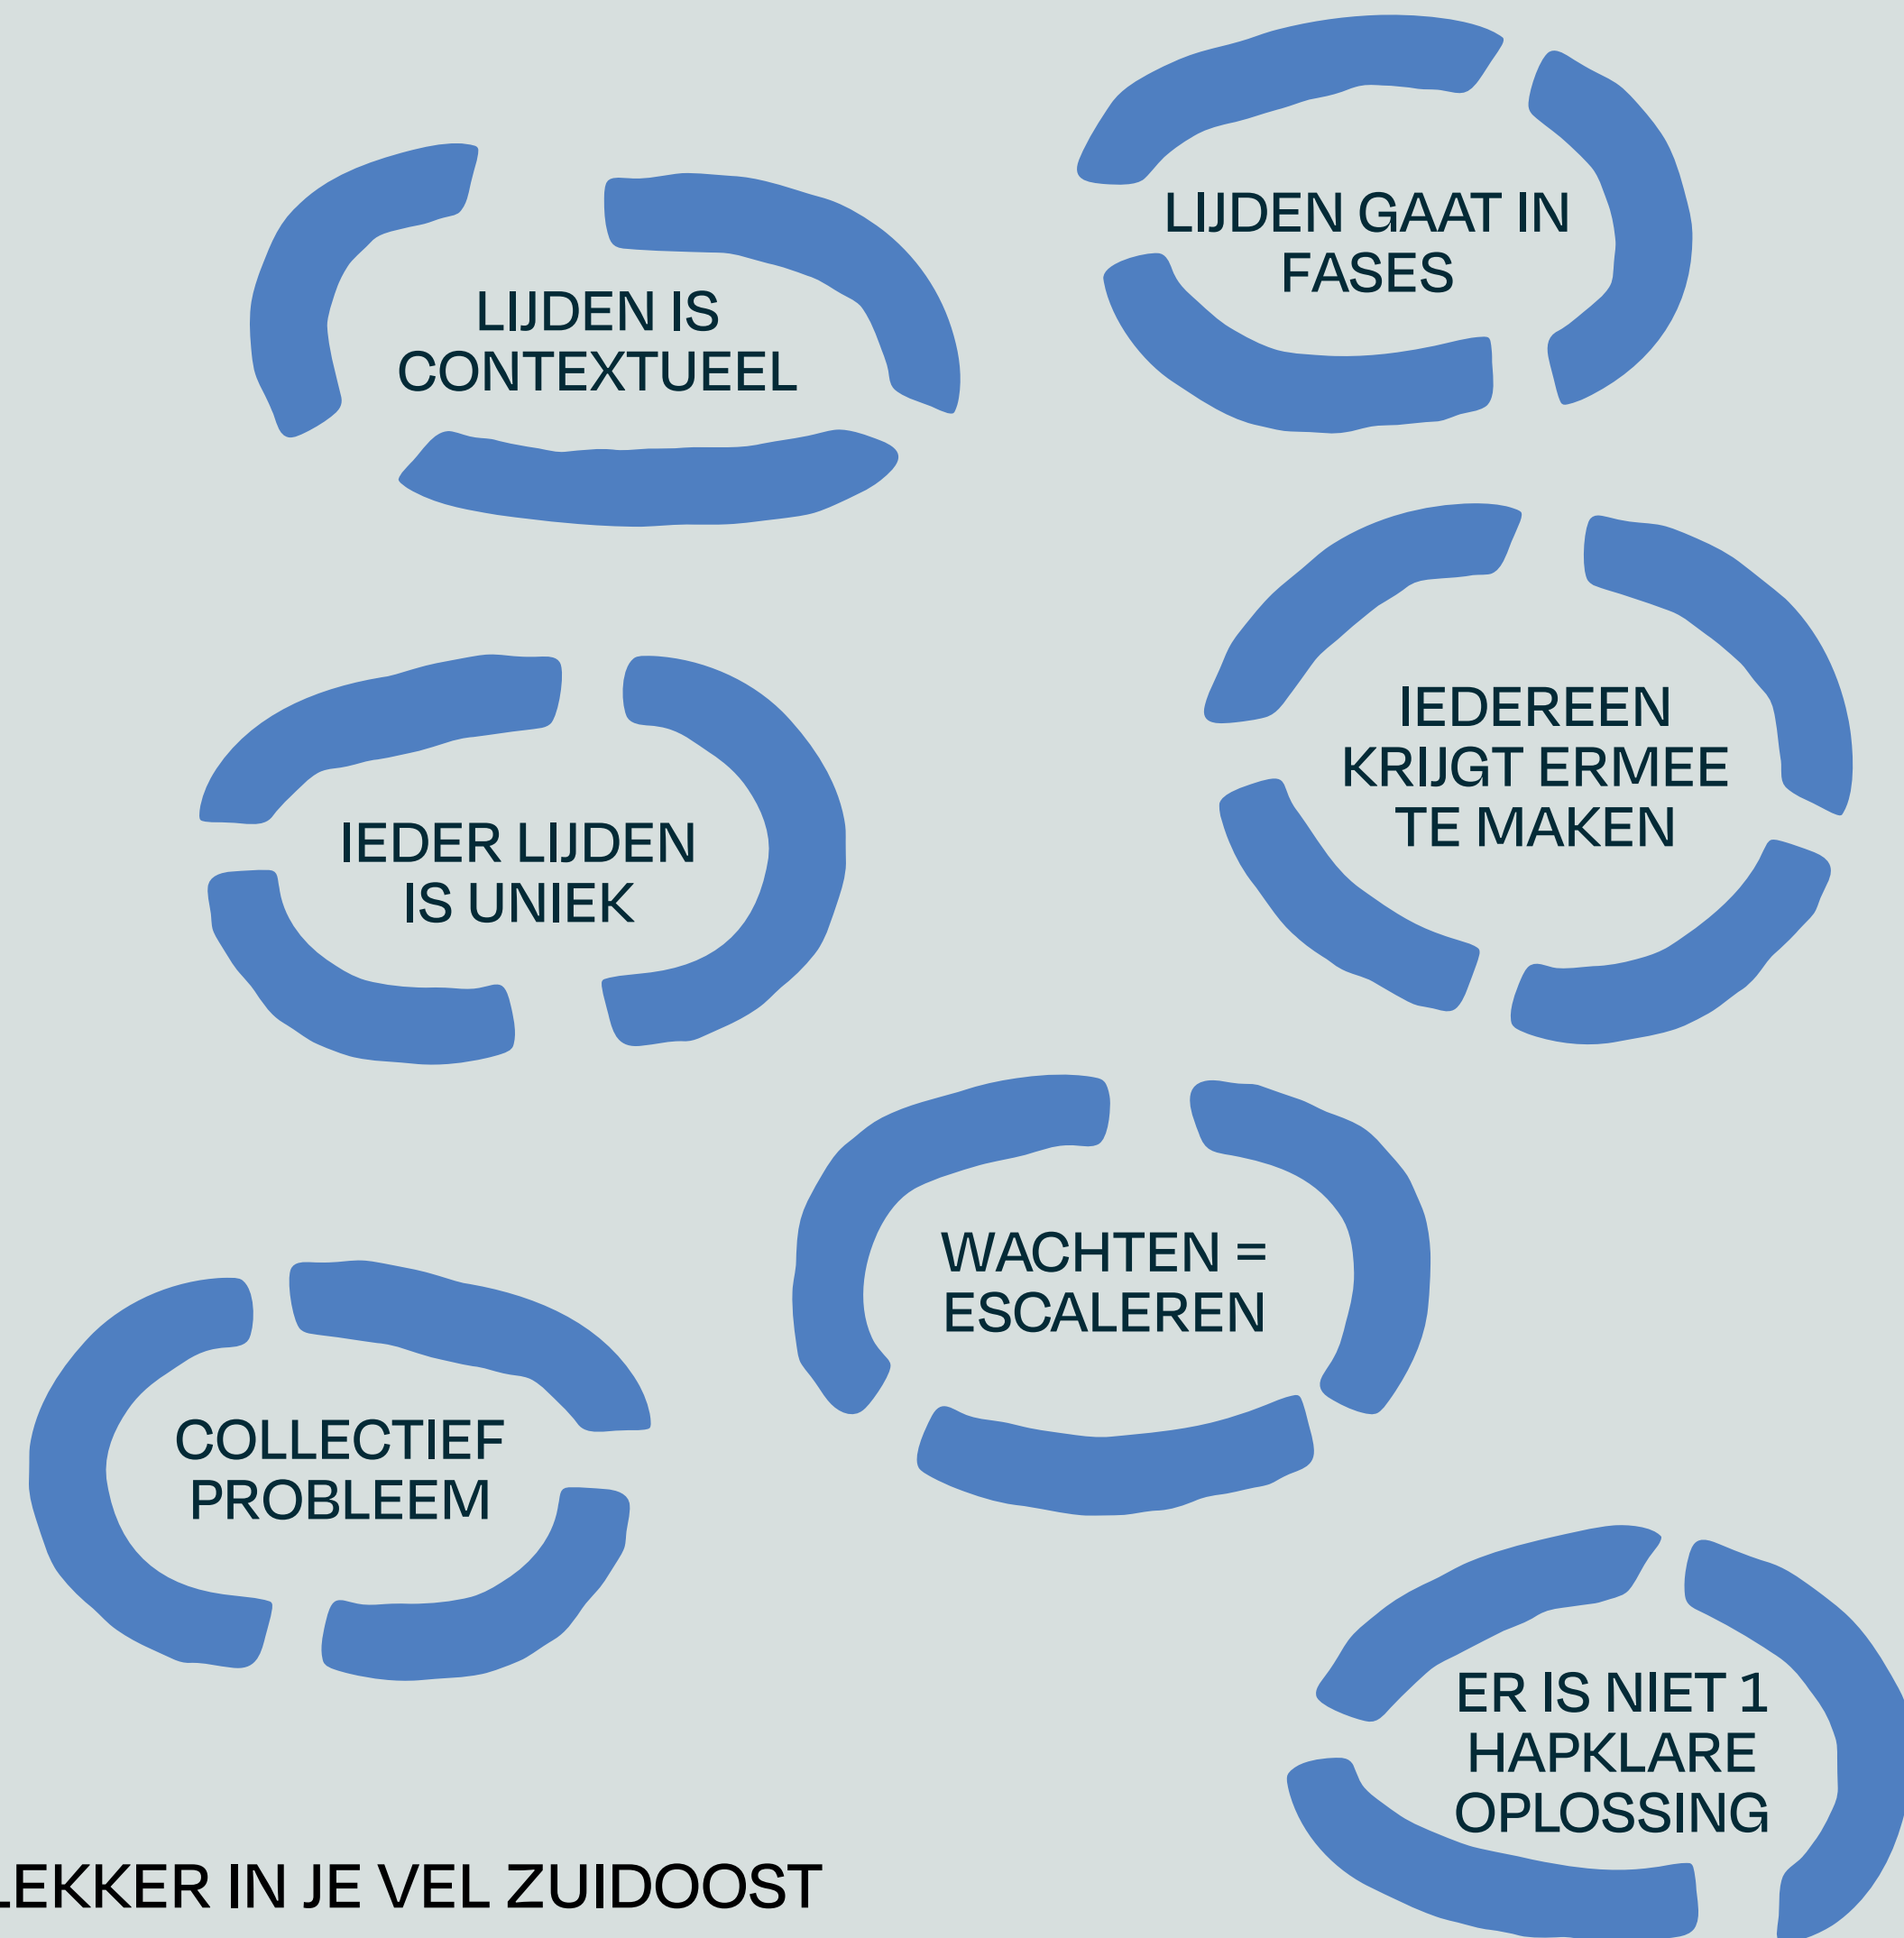 LIJDEN GAAT IN
FASES
LIJDEN IS
CONTEXTUEEL
IEDEREEN
KRIJGT ERMEE
TE MAKEN
IEDER LIJDEN
IS UNIEK
WACHTEN =
ESCALEREN
COLLECTIEF
PROBLEEM
ER IS NIET 1
HAPKLARE
OPLOSSING
LEKKER IN JE VEL ZUIDOOST